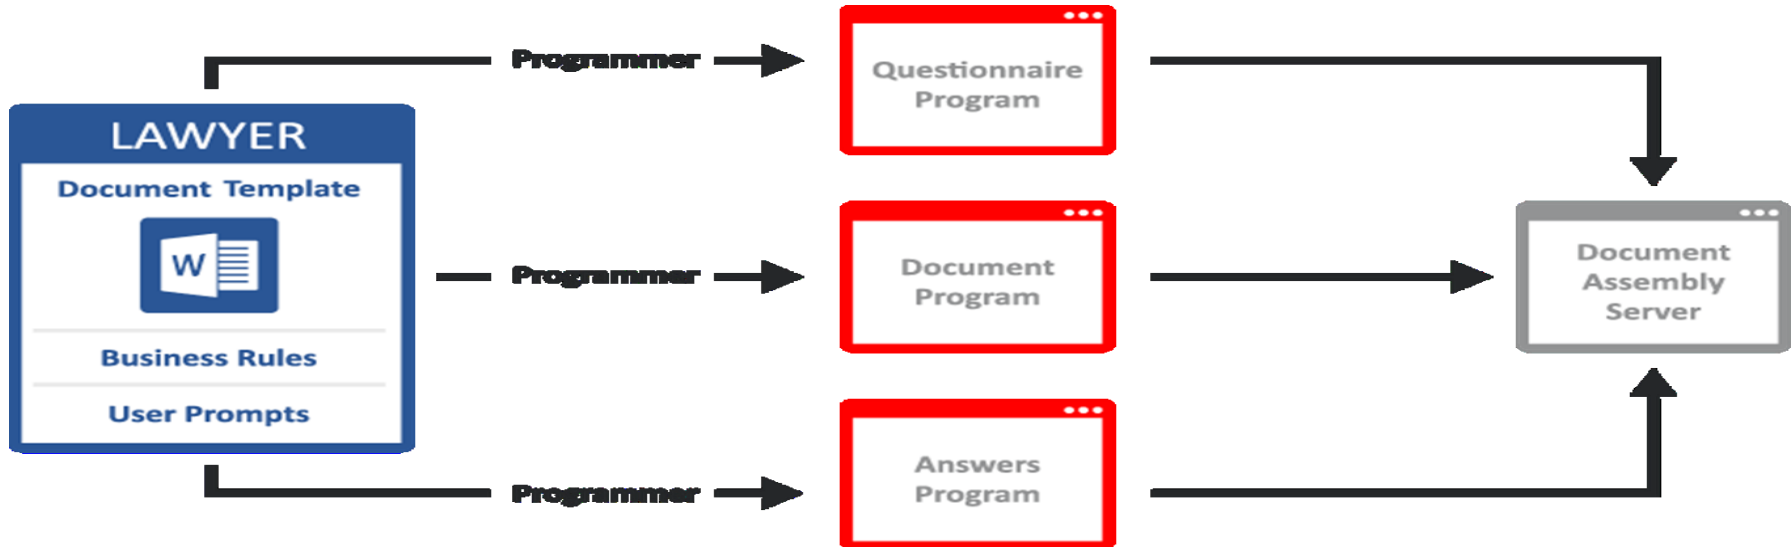 LAWYER
Document Template
W
Business Rules
User Prompts
Programmer
Questionnaire
Program
Programmer
Document
Program
Programmer
Answers
Program
Document
Assembly
Server